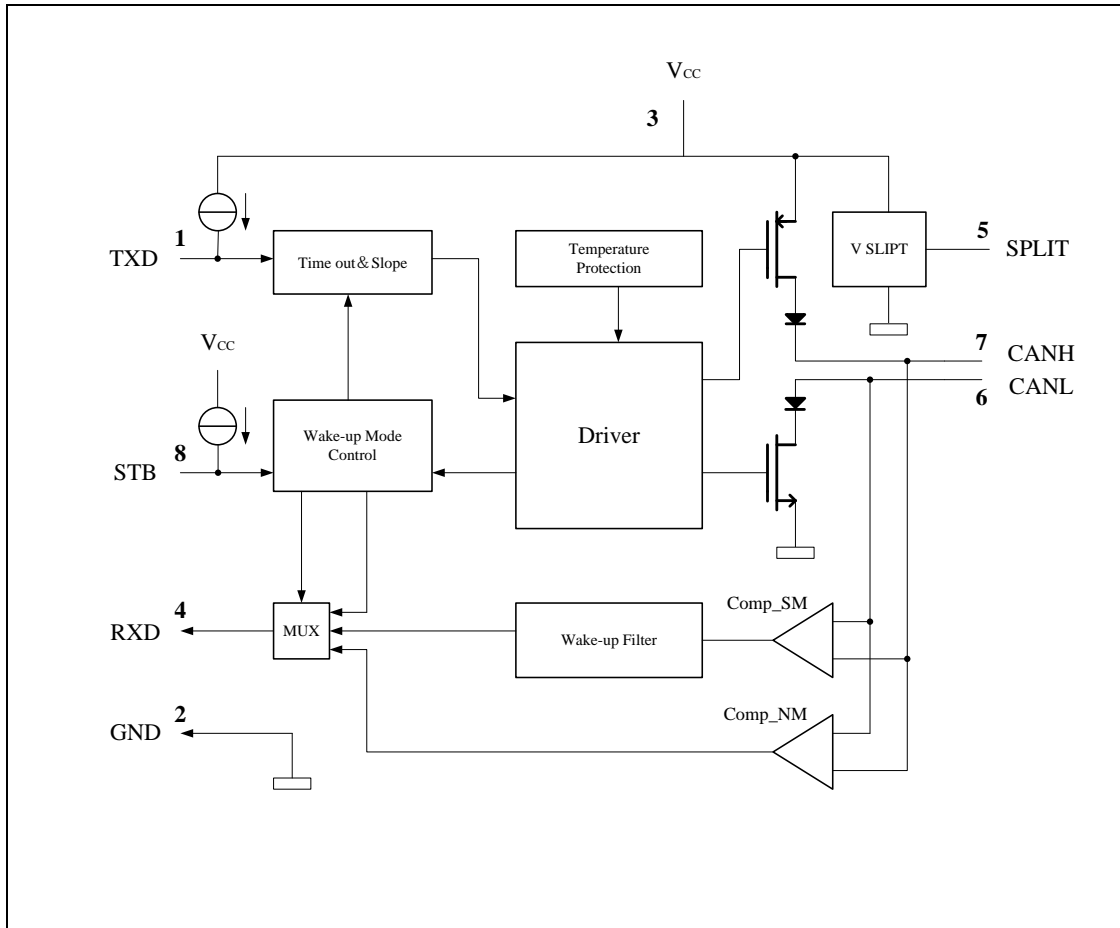 VCC
3
1
TXD
Time out＆Slope
Temperature
Protection
V SLIPT
5
SPLIT
VCC
7
CANH
CANL
6
8
STB
Wake-up Mode
Control
Driver
4
RXD
MUX
Wake-up Filter
Comp_SM
2
GND
Comp_NM